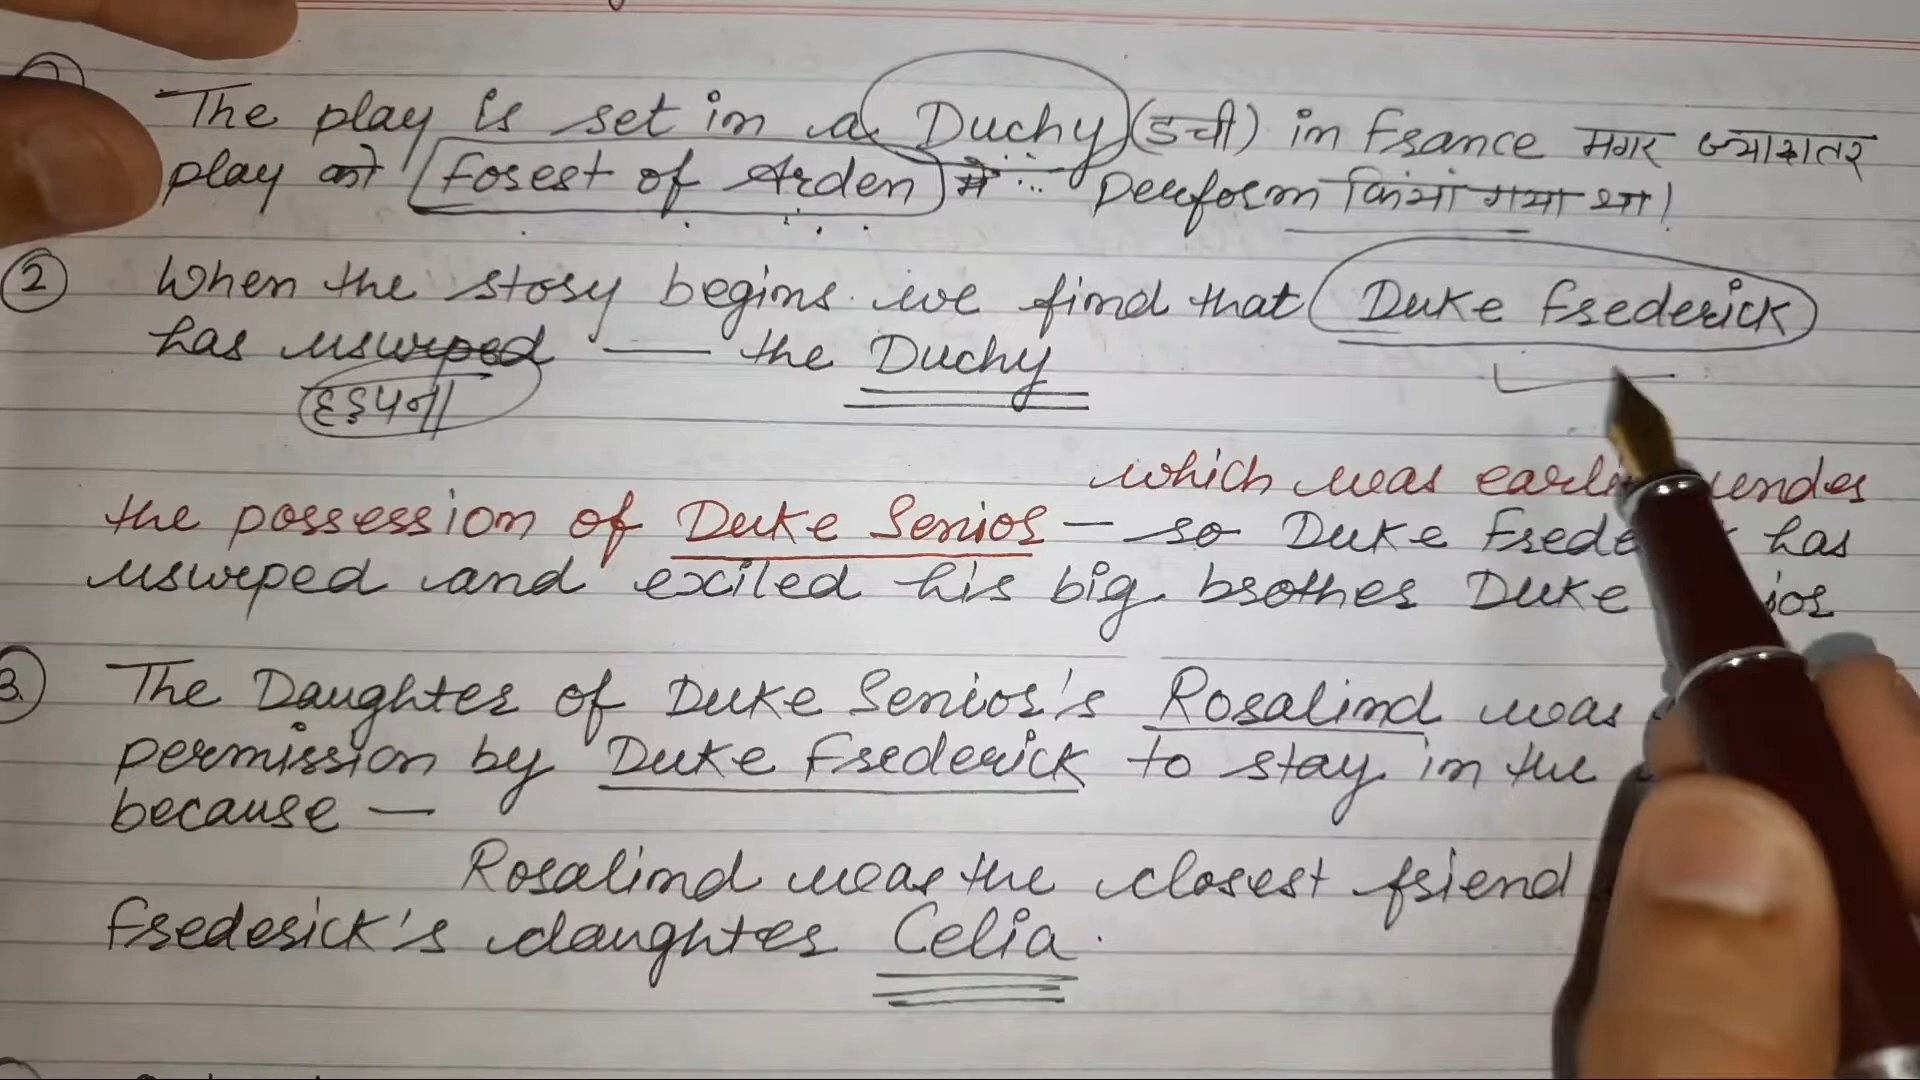 The play is set in a Duchy (डची) in France मगर ज्यादातर
play को Forest of Arden में Perform किया गया था।
② When the story begins we find that Duke Frederick
has usurped — the Duchy
हड़पना
which was under
the possession of Duke Senior — so Duke has
usurped and exiled his big brother Duke
3. The Daughter of Duke Senior's Rosalind was
permission by Duke Frederick to stay in the
because —
Rosalind was the closest friend
Frederick's daughter Celia.